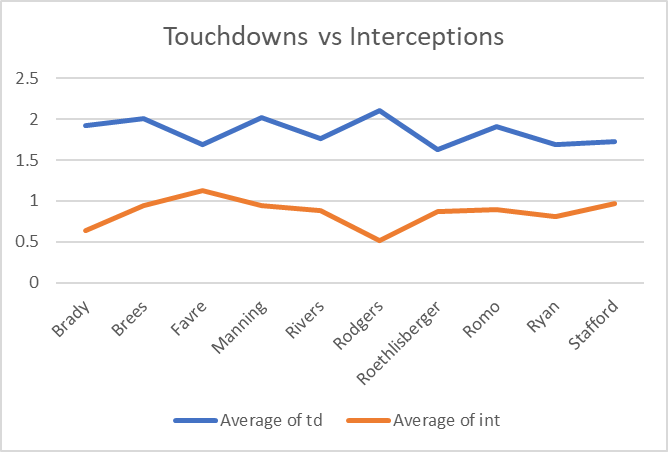 Touchdowns vs Interceptions
2.5
2
1.5
1
0.5
0
Brady
Brees
Favre
Manning
Rivers
Rodgers
Roethlisberger
Romo
Ryan
Stafford
Average of td
Average of int